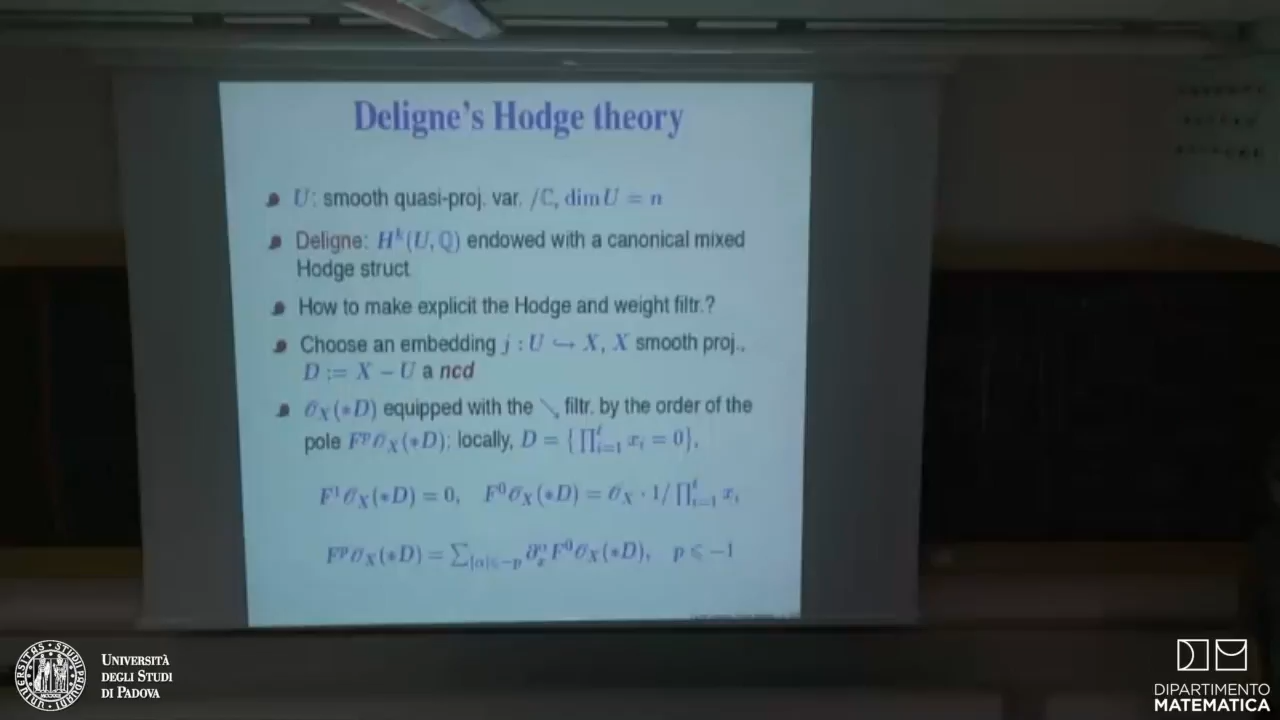 Deligne's Hodge theory
U: smooth quasi-proj. var. /ℂ, dim U = n
Deligne: Hᵏ(U, ℚ) endowed with a canonical mixed
Hodge struct
How to make explicit the Hodge and weight filtr.?
Choose an embedding j : U ↪ X, X smooth proj.,
D := X − U a ncd
𝒪_X(∗D) equipped with the ↘ filtr. by the order of the
pole F^p𝒪_X(∗D): locally, D = {∏_{i=1}^ℓ x_i = 0},
F^1𝒪_X(∗D) = 0, F^0𝒪_X(∗D) = 𝒪_X · 1/∏_{i=1}^ℓ x_i
F^p𝒪_X(∗D) = ∑_{|α|⩽−p} ∂_x^α F^0𝒪_X(∗D), p ⩽ −1
UNIVERSITÀ
DEGLI STUDI
DI PADOVA
DIPARTIMENTO
MATEMATICA